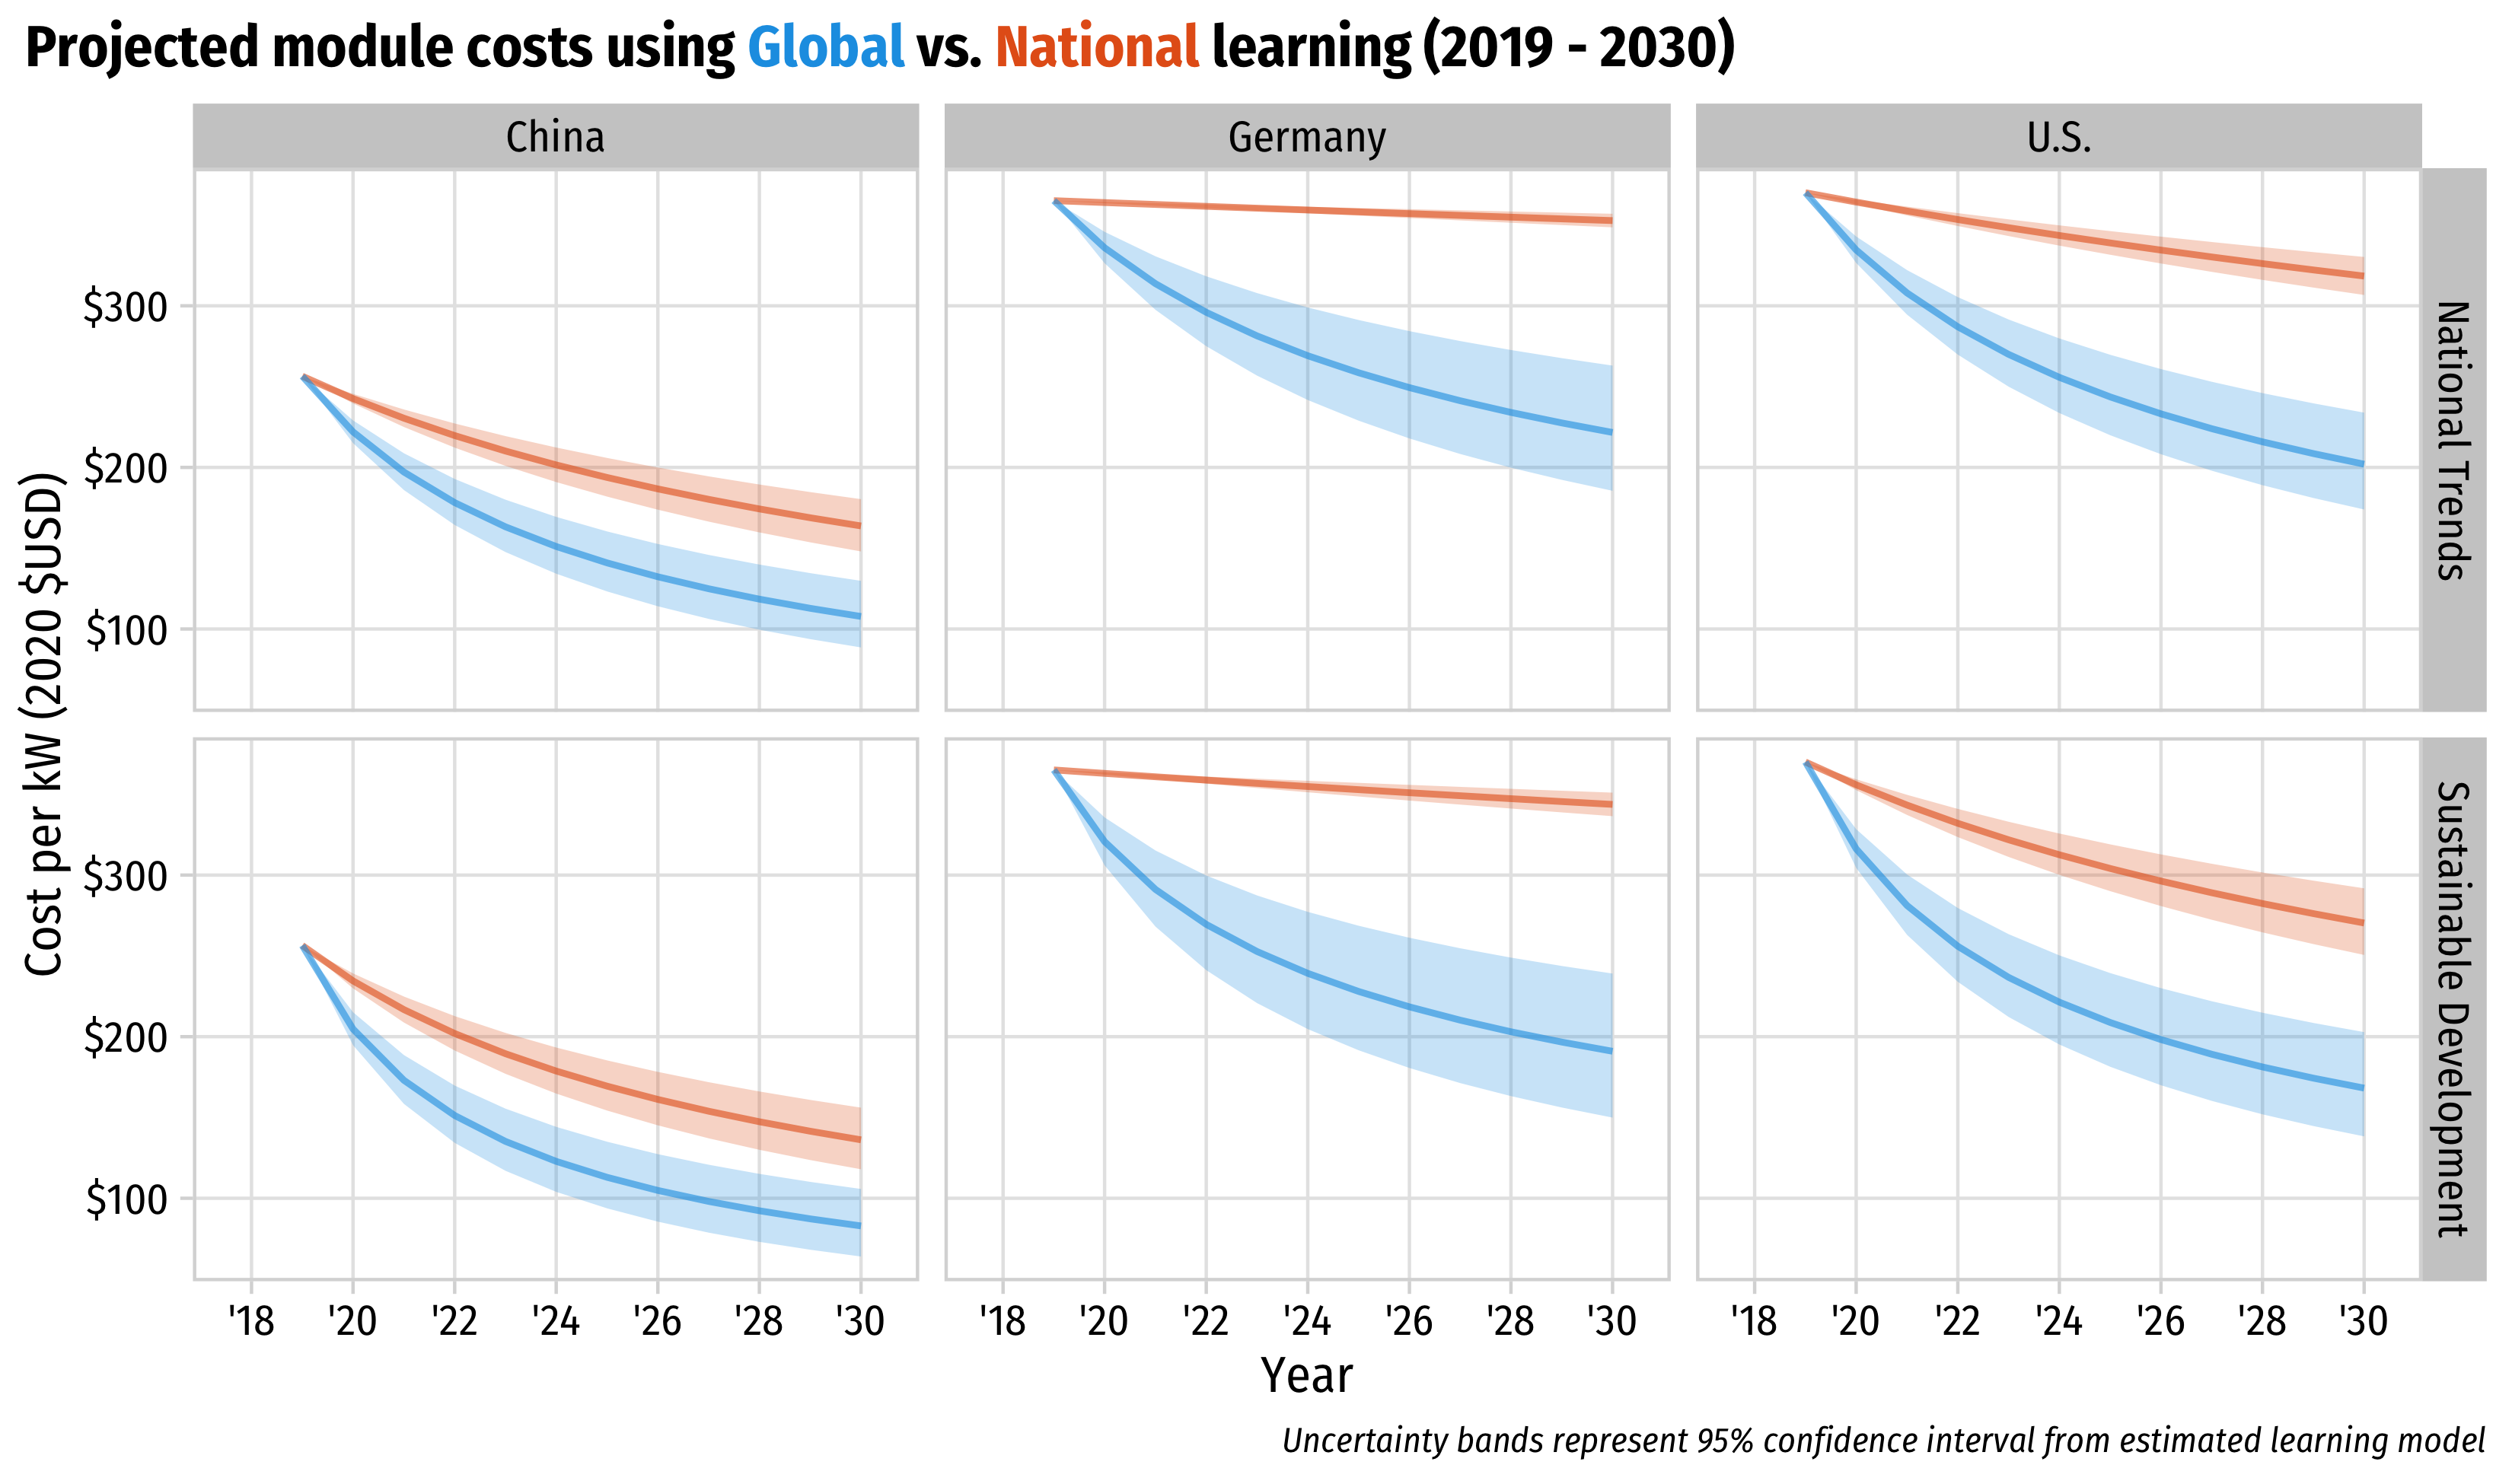 Projected module costs using Global vs. National learning (2019 - 2030)
China
Germany
U.S.
Cost per kW (2020 $USD)
$300
$200
$100
National Trends
$300
$200
$100
Sustainable Development
'18 '20 '22 '24 '26 '28 '30
'18 '20 '22 '24 '26 '28 '30
'18 '20 '22 '24 '26 '28 '30
Year
Uncertainty bands represent 95% confidence interval from estimated learning model